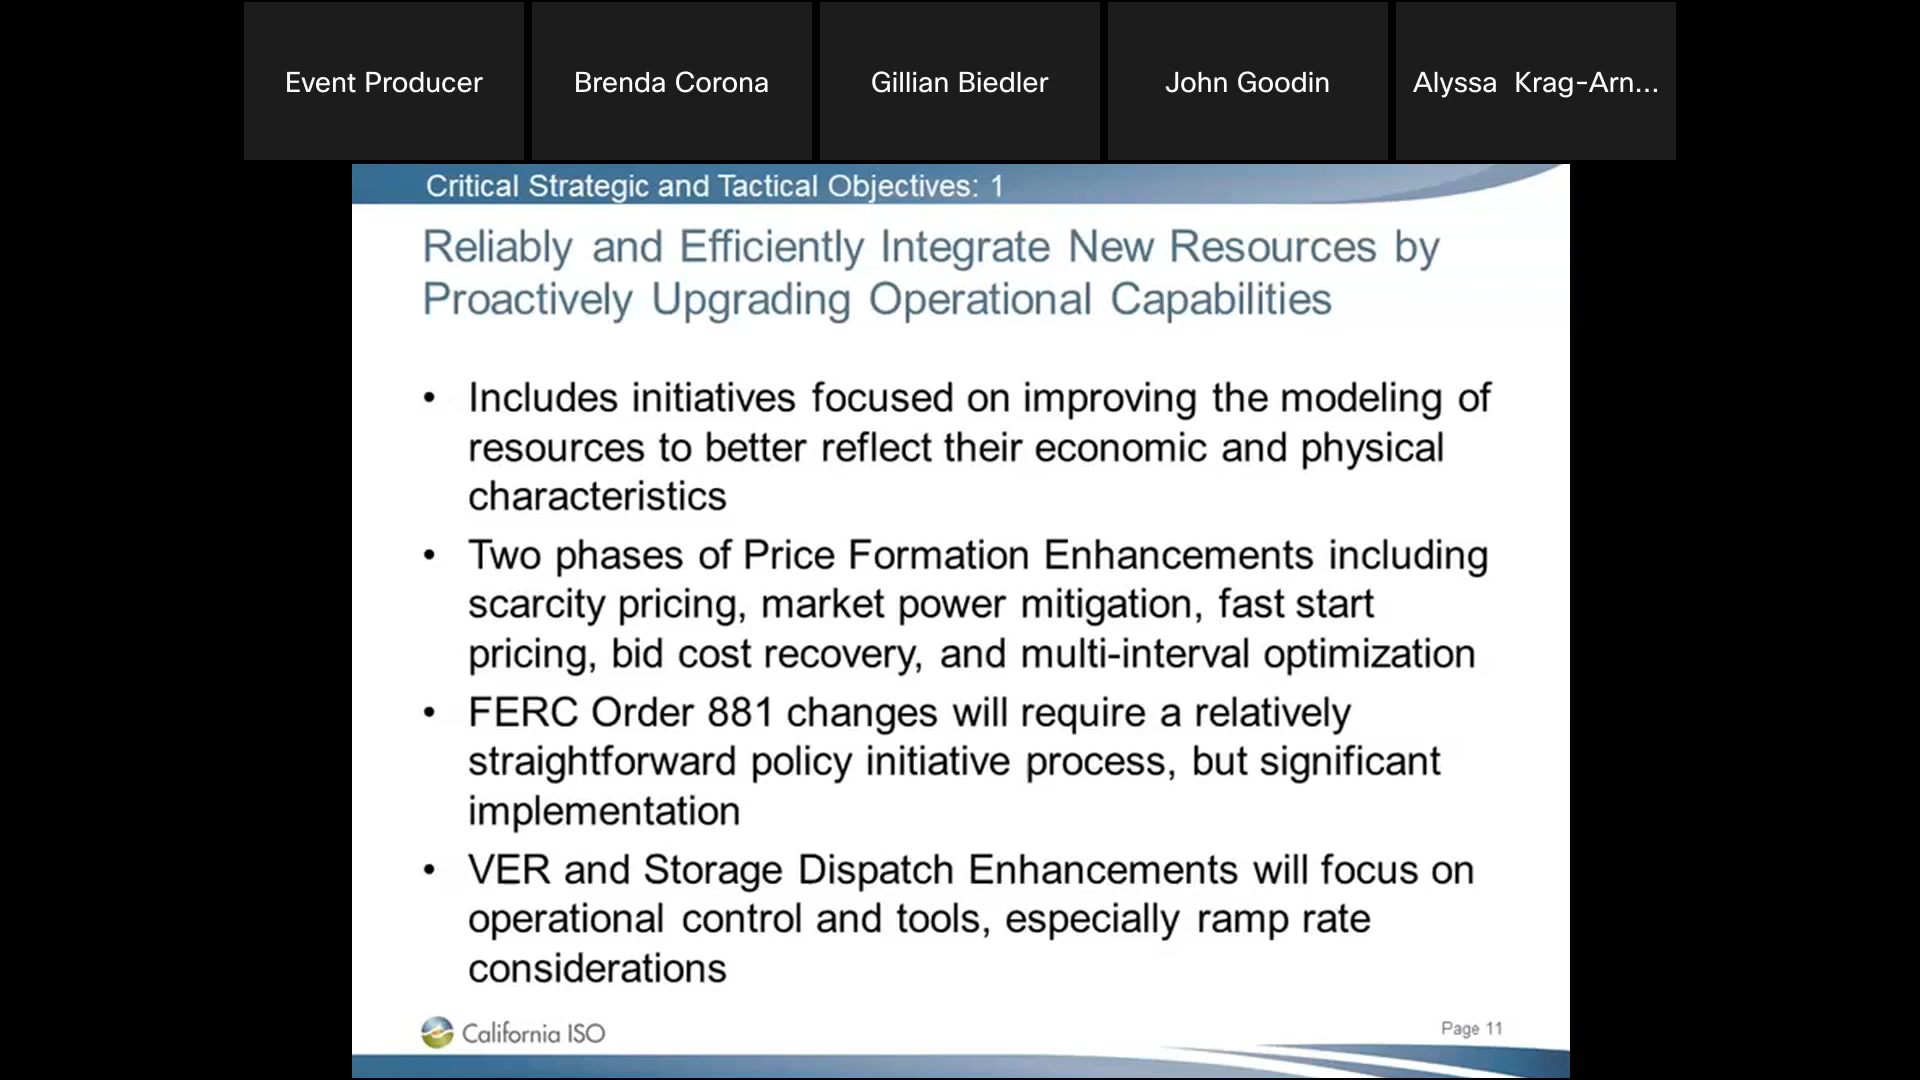 Event Producer
Brenda Corona
Gillian Biedler
John Goodin
Alyssa Krag-Arn...
Critical Strategic and Tactical Objectives: 1
Reliably and Efficiently Integrate New Resources by
Proactively Upgrading Operational Capabilities
• Includes initiatives focused on improving the modeling of
resources to better reflect their economic and physical
characteristics
• Two phases of Price Formation Enhancements including
scarcity pricing, market power mitigation, fast start
pricing, bid cost recovery, and multi-interval optimization
• FERC Order 881 changes will require a relatively
straightforward policy initiative process, but significant
implementation
• VER and Storage Dispatch Enhancements will focus on
operational control and tools, especially ramp rate
considerations
California ISO
Page 11